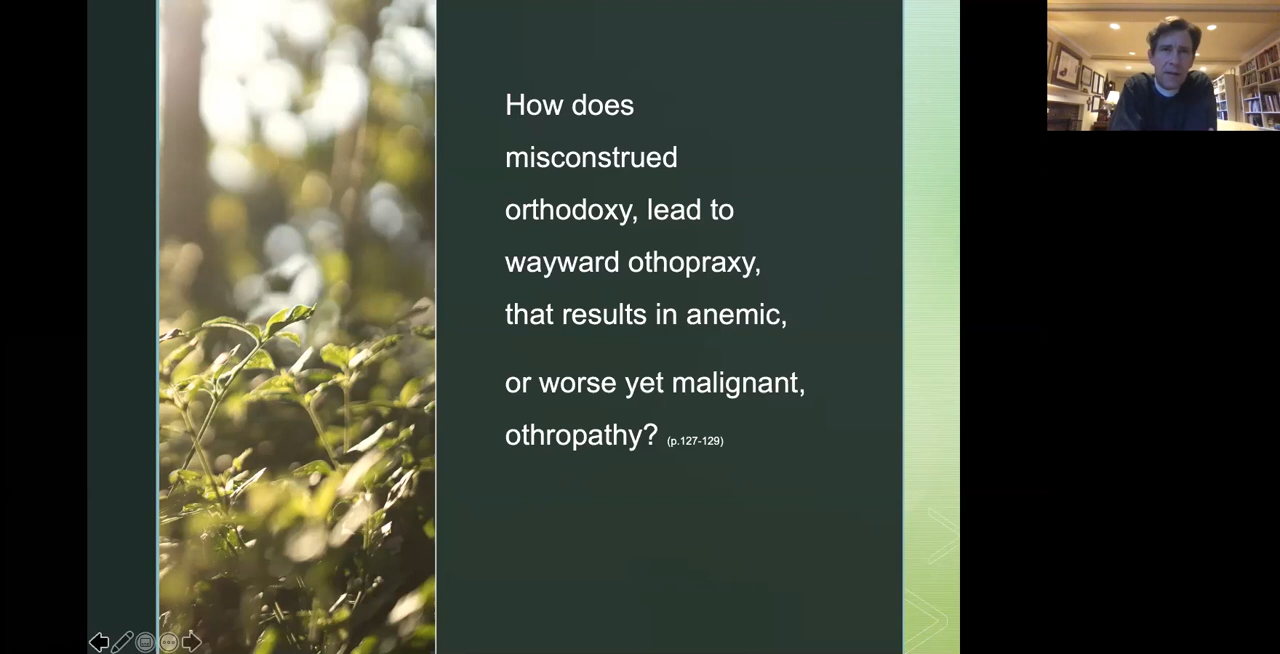 How does
misconstrued
orthodoxy, lead to
wayward othopraxy,
that results in anemic,
or worse yet malignant,
othropathy? (p.127-129)